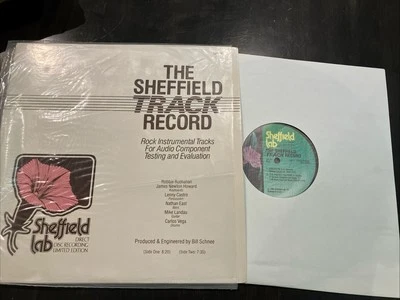 THE
SHEFFIELD
TRACK
RECORD
Rock Instrumental Tracks
For Audio Component
Testing and Evaluation
James Newton Howard
Lenny Castro
Nathan East
Mike Landau
Carlos Vega
Produced & Engineered by Bill Schnee
Sheffield
lab
DIRECT
DISC RECORDING
LIMITED EDITION
Sheffield
lab